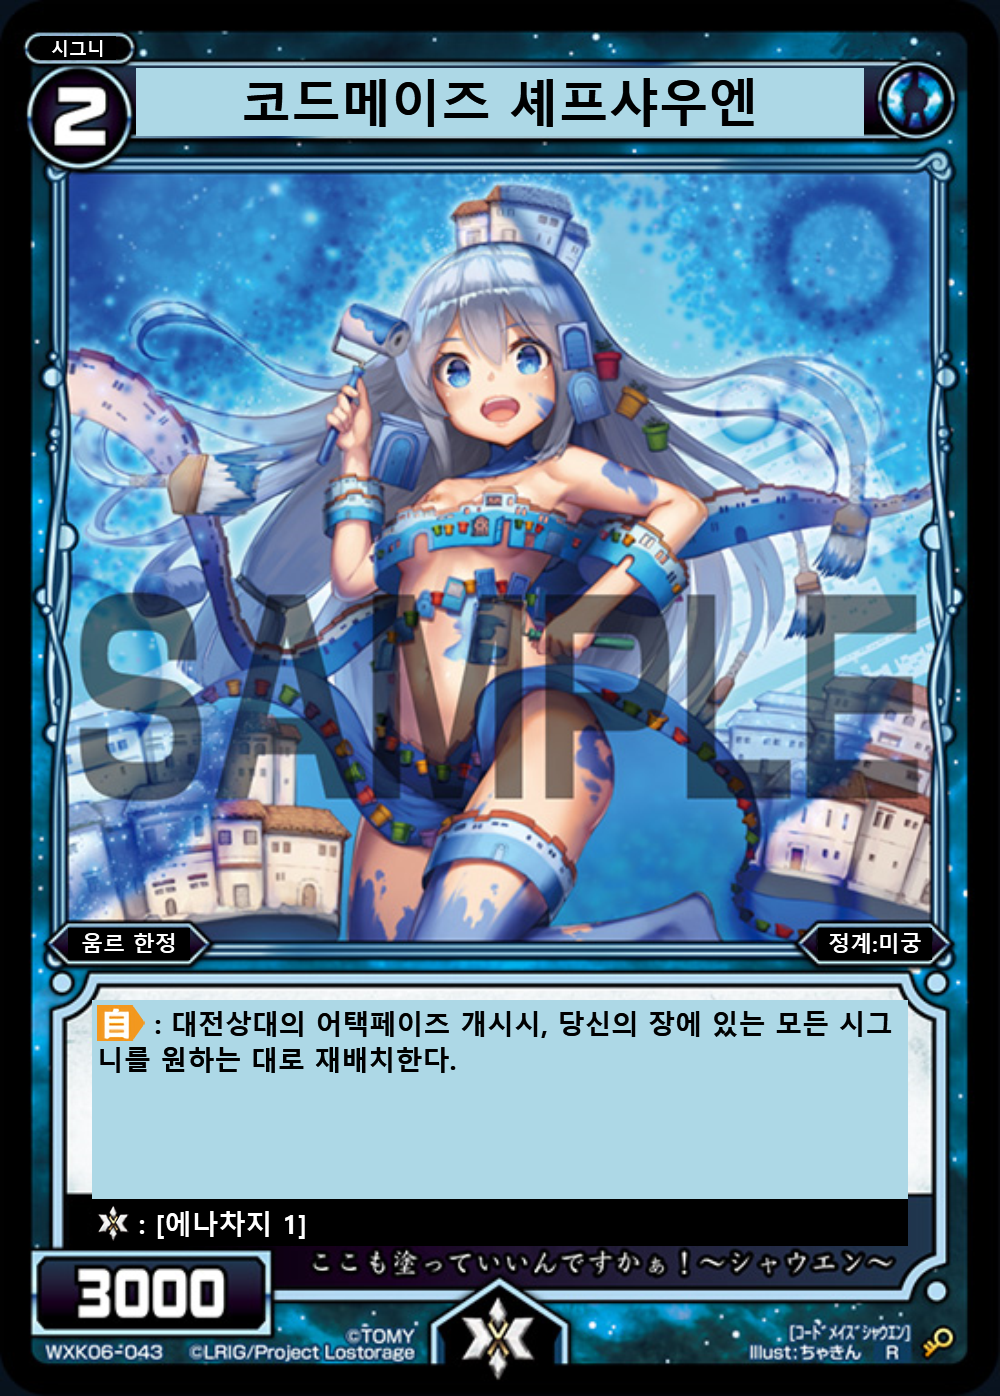 시그니
2
코드메이즈 셰프샤우엔
SAMPLE
움르 한정
정계:미궁
自 : 대전상대의 어택페이즈 개시시, 당신의 장에 있는 모든 시그
니를 원하는 대로 재배치한다.
: [에나차지 1]
ここも塗っていいんですかぁ!~シャウエン~
3000
©TOMY
[ｺｰﾄﾞﾒｲｽﾞｼｬｳｴﾝ]
WXK06-043 ©LRIG/Project Lostorage
Illust:ちゃきん R